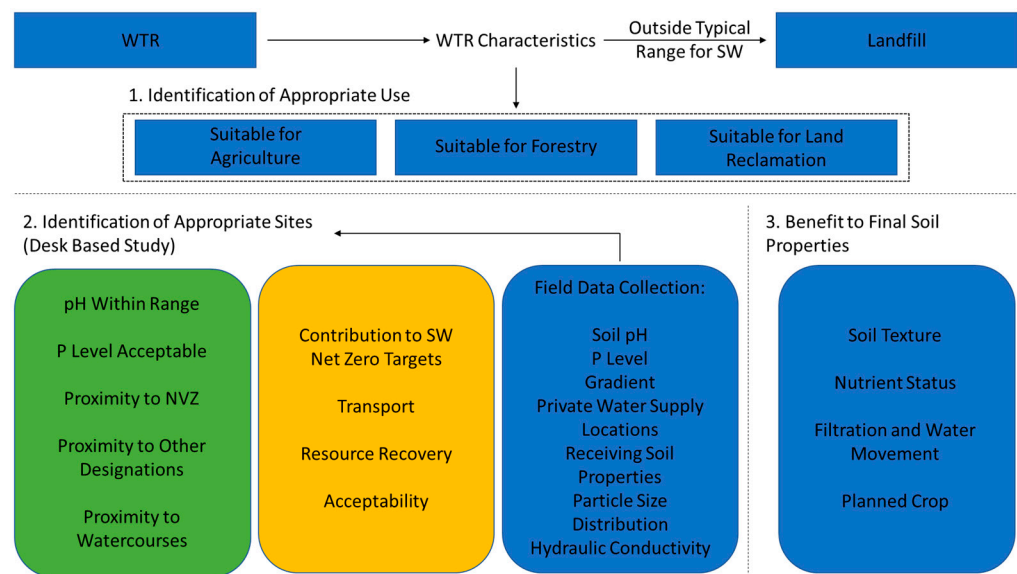 WTR
WTR Characteristics
Outside Typical
Range for SW
Landfill
1. Identification of Appropriate Use
Suitable for
Agriculture
Suitable for Forestry
Suitable for Land
Reclamation
2. Identification of Appropriate Sites
(Desk Based Study)
3. Benefit to Final Soil
Properties
pH Within Range
P Level Acceptable
Proximity to NVZ
Proximity to Other
Designations
Proximity to
Watercourses
Contribution to SW
Net Zero Targets
Transport
Resource Recovery
Acceptability
Field Data Collection:
Soil pH
P Level
Gradient
Private Water Supply
Locations
Receiving Soil
Properties
Particle Size
Distribution
Hydraulic Conductivity
Soil Texture
Nutrient Status
Filtration and Water
Movement
Planned Crop